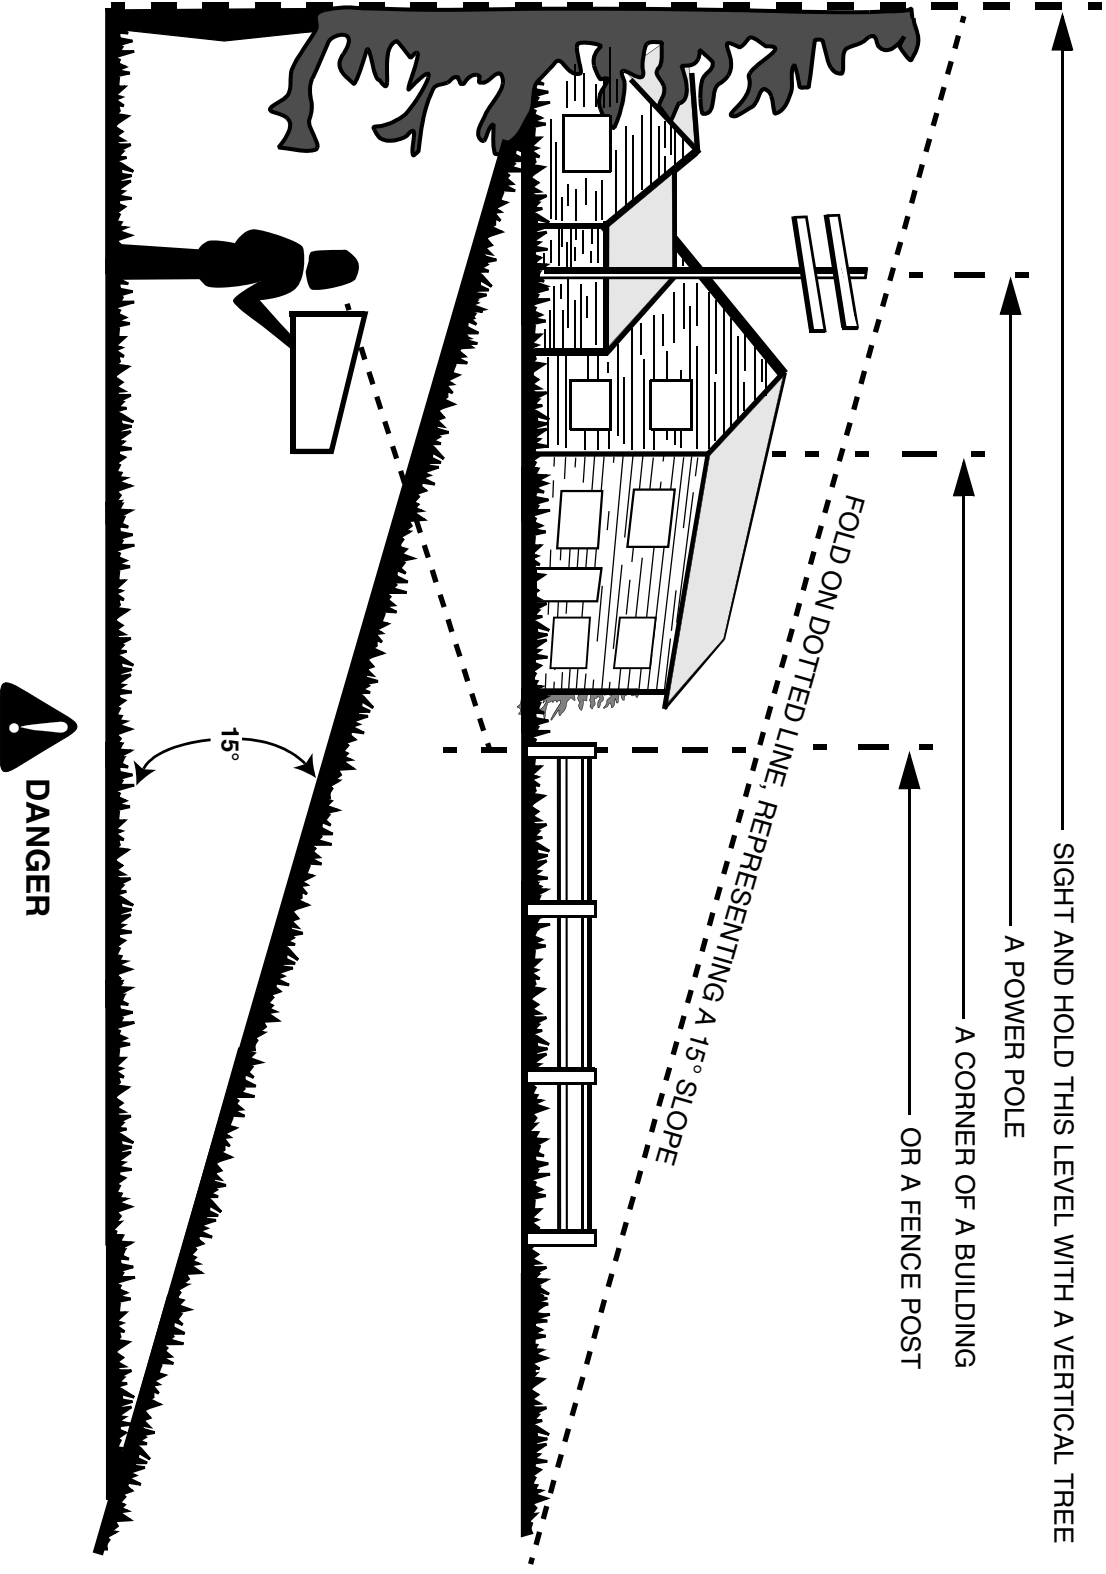 SIGHT AND HOLD THIS LEVEL WITH A VERTICAL TREE
A POWER POLE
A CORNER OF A BUILDING
OR A FENCE POST
FOLD ON DOTTED LINE, REPRESENTING A 15° SLOPE
15°
DANGER